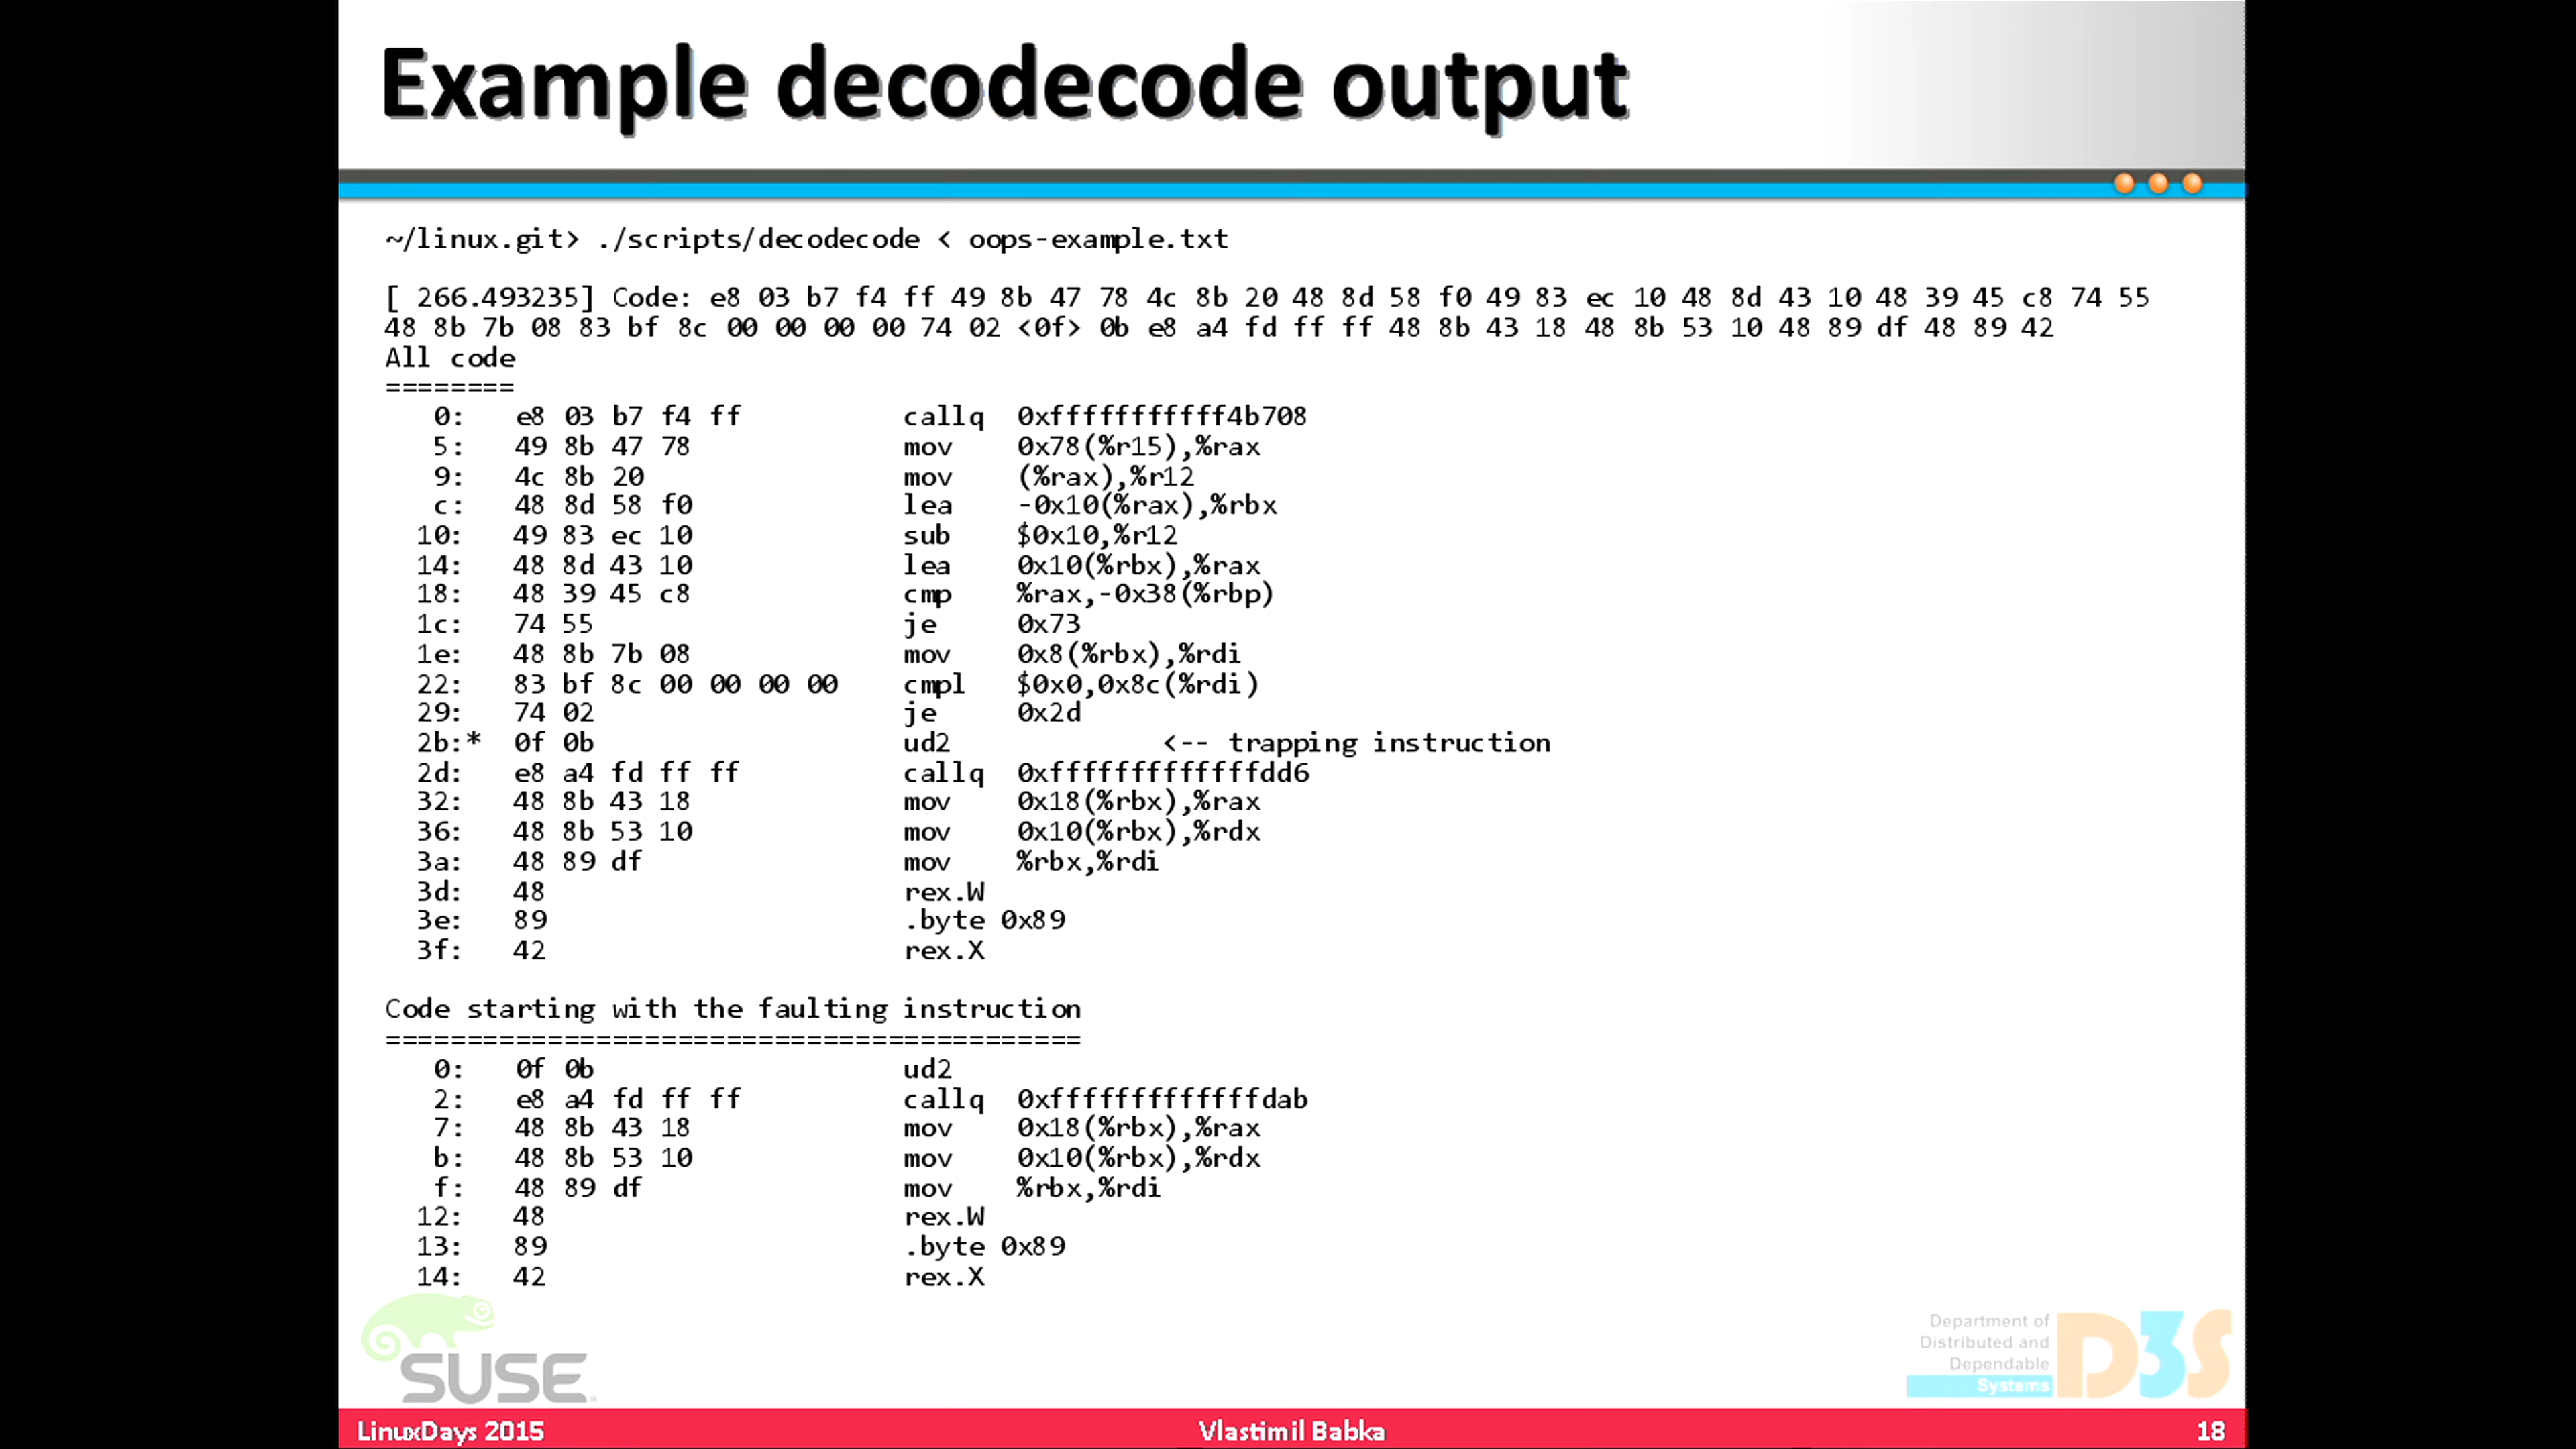 Example decodecode output
~/linux.git> ./scripts/decodecode < oops-example.txt
[ 266.493235] Code: e8 03 b7 f4 ff 49 8b 47 78 4c 8b 20 48 8d 58 f0 49 83 ec 10 48 8d 43 10 48 39 45 c8 74 55
48 8b 7b 08 83 bf 8c 00 00 00 00 74 02 <0f> 0b e8 a4 fd ff ff 48 8b 43 18 48 8b 53 10 48 89 df 48 89 42
All code
========
0: e8 03 b7 f4 ff callq 0xfffffffffff4b708
5: 49 8b 47 78 mov 0x78(%r15),%rax
9: 4c 8b 20 mov (%rax),%r12
c: 48 8d 58 f0 lea -0x10(%rax),%rbx
10: 49 83 ec 10 sub $0x10,%r12
14: 48 8d 43 10 lea 0x10(%rbx),%rax
18: 48 39 45 c8 cmp %rax,-0x38(%rbp)
1c: 74 55 je 0x73
1e: 48 8b 7b 08 mov 0x8(%rbx),%rdi
22: 83 bf 8c 00 00 00 00 cmpl $0x0,0x8c(%rdi)
29: 74 02 je 0x2d
2b:* 0f 0b ud2 <-- trapping instruction
2d: e8 a4 fd ff ff callq 0xfffffffffffffdd6
32: 48 8b 43 18 mov 0x18(%rbx),%rax
36: 48 8b 53 10 mov 0x10(%rbx),%rdx
3a: 48 89 df mov %rbx,%rdi
3d: 48 rex.W
3e: 89 .byte 0x89
3f: 42 rex.X
Code starting with the faulting instruction
===========================================
0: 0f 0b ud2
2: e8 a4 fd ff ff callq 0xfffffffffffffdab
7: 48 8b 43 18 mov 0x18(%rbx),%rax
b: 48 8b 53 10 mov 0x10(%rbx),%rdx
f: 48 89 df mov %rbx,%rdi
12: 48 rex.W
13: 89 .byte 0x89
14: 42 rex.X
SUSE
Department of
Distributed and
Dependable
Systems
D3S
LinuxDays 2015
Vlastimil Babka
18